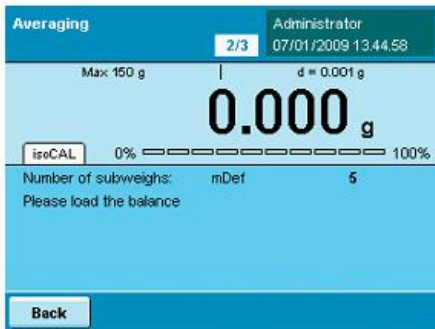 Averaging Administrator
2/3 07/01/2009 13.44.58
Max 150 g d = 0.001 g
0.000 g
isoCAL 0% 100%
Number of subweighs: mDef 5
Please load the balance
Back